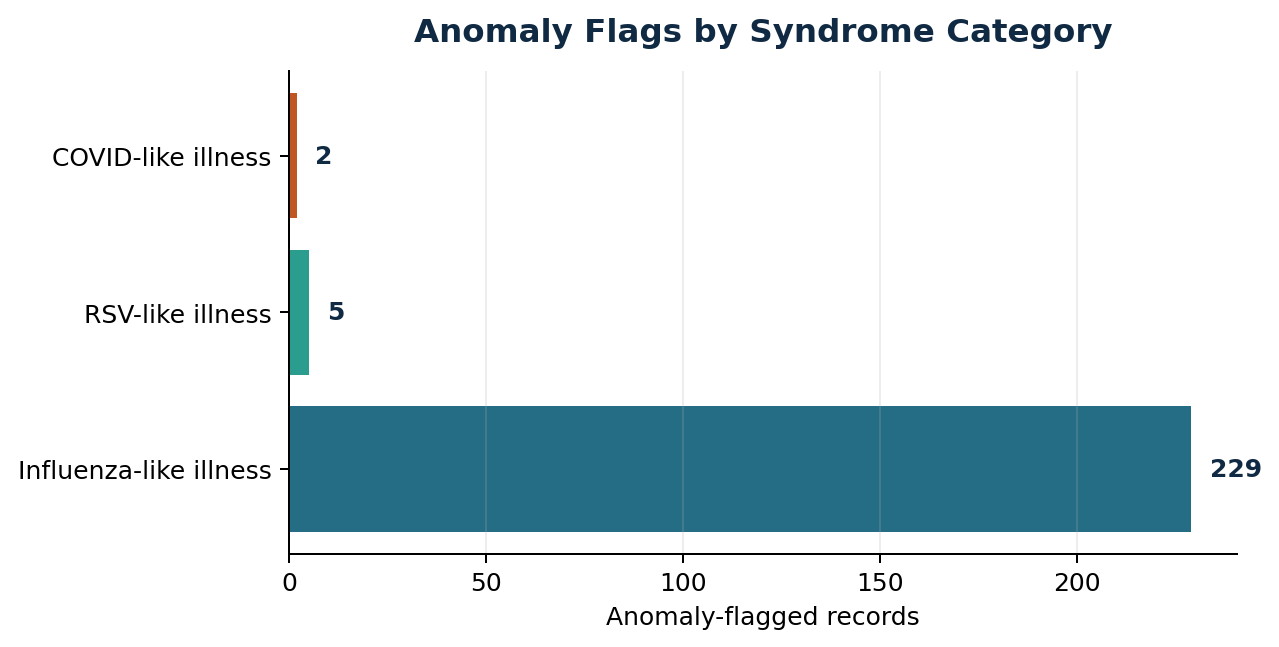 Anomaly Flags by Syndrome Category
COVID-like illness 2
RSV-like illness 5
Influenza-like illness 229
0 50 100 150 200
Anomaly-flagged records